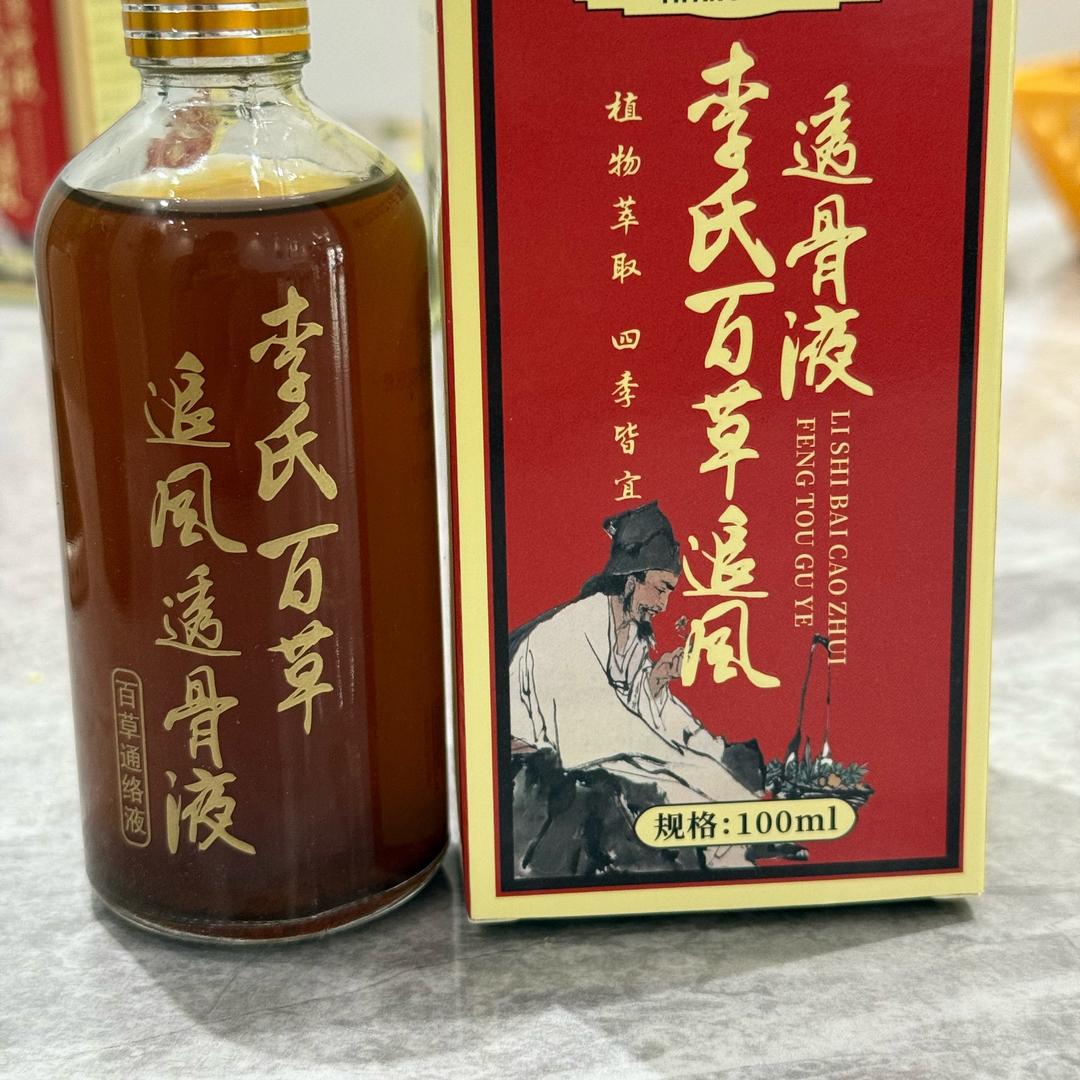 李氏百草
追风透骨液
百草通络液
透骨液
李氏百草追风
植物萃取 四季皆宜
LI SHI BAI CAO ZHUI
FENG TOU GU YE
规格:100ml